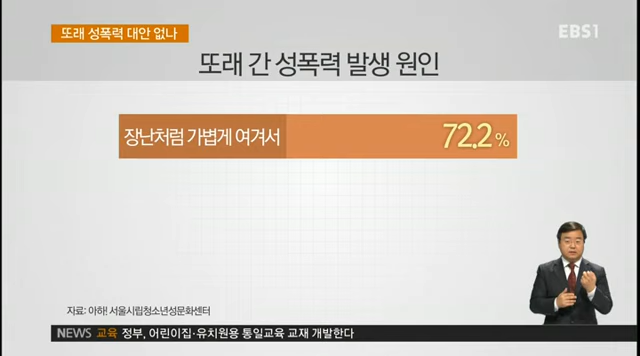 또래 성폭력 대안 없나
EBS1
또래 간 성폭력 발생 원인
장난처럼 가볍게 여겨서 72.2%
자료: 아하! 서울시립청소년성문화센터
NEWS 교육 정부, 어린이집·유치원용 통일교육 교재 개발한다